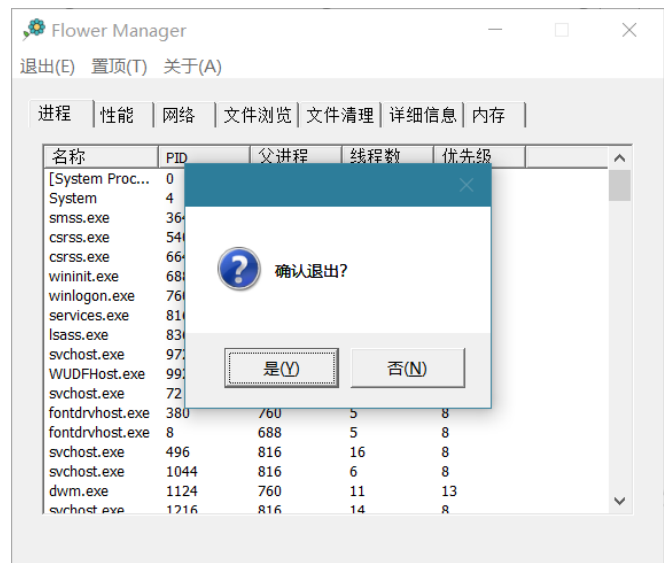 Flower Manager
退出(E) 置顶(T) 关于(A)
进程 性能 网络 文件浏览 文件清理 详细信息 内存
名称 PID 父进程 线程数 优先级
[System Proc... 0
System 4
smss.exe 364
csrss.exe
csrss.exe
wininit.exe 688
winlogon.exe 760
services.exe 816
lsass.exe
svchost.exe
WUDFHost.exe
svchost.exe 72
fontdrvhost.exe 380 760 5 8
fontdrvhost.exe 8 688 5 8
svchost.exe 496 816 16 8
svchost.exe 1044 816 6 8
dwm.exe 1124 760 11 13
svchost.exe 1216 816 14 8
确认退出?
是(Y) 否(N)